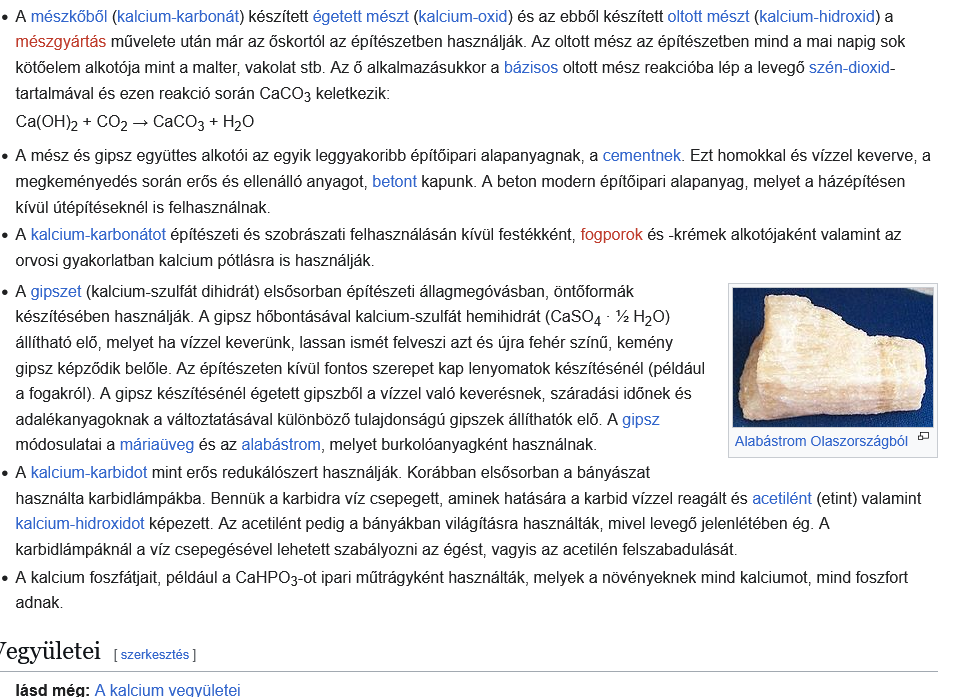 • A mészkőből (kalcium-karbonát) készített égetett mészt (kalcium-oxid) és az ebből készített oltott mészt (kalcium-hidroxid) a
mészgyártás művelete után már az őskortól az építészetben használják. Az oltott mész az építészetben mind a mai napig sok
kötőelem alkotója mint a malter, vakolat stb. Az ő alkalmazásukkor a bázisos oltott mész reakcióba lép a levegő szén-dioxid-
tartalmával és ezen reakció során CaCO₃ keletkezik:
Ca(OH)₂ + CO₂ → CaCO₃ + H₂O
• A mész és gipsz együttes alkotói az egyik leggyakoribb építőipari alapanyagnak, a cementnek. Ezt homokkal és vízzel keverve, a
megkeményedés során erős és ellenálló anyagot, betont kapunk. A beton modern építőipari alapanyag, melyet a házépítésen
kívül útépítéseknél is felhasználnak.
• A kalcium-karbonátot építészeti és szobrászati felhasználásán kívül festékként, fogporok és -krémek alkotójaként valamint az
orvosi gyakorlatban kalcium pótlásra is használják.
• A gipszet (kalcium-szulfát dihidrát) elsősorban építészeti állagmegóvásban, öntőformák
készítésében használják. A gipsz hőbontásával kalcium-szulfát hemihidrát (CaSO₄ · ½ H₂O)
állítható elő, melyet ha vízzel keverünk, lassan ismét felveszi azt és újra fehér színű, kemény
gipsz képződik belőle. Az építészeten kívül fontos szerepet kap lenyomatok készítésénél (például
a fogakról). A gipsz készítésénél égetett gipszből a vízzel való keverésnek, száradási időnek és
adalékanyagoknak a változtatásával különböző tulajdonságú gipszek állíthatók elő. A gipsz
módosulatai a máriaüveg és az alabástrom, melyet burkolóanyagként használnak.
Alabástrom Olaszországból
• A kalcium-karbidot mint erős redukálószert használják. Korábban elsősorban a bányászat
használta karbidlámpákba. Bennük a karbidra víz csepegett, aminek hatására a karbid vízzel reagált és acetilént (etint) valamint
kalcium-hidroxidot képezett. Az acetilént pedig a bányákban világításra használták, mivel levegő jelenlétében ég. A
karbidlámpáknál a víz csepegésével lehetett szabályozni az égést, vagyis az acetilén felszabadulását.
• A kalcium foszfátjait, például a CaHPO₃-ot ipari műtrágyként használták, melyek a növényeknek mind kalciumot, mind foszfort
adnak.
Vegyületei [ szerkesztés ]
lásd még: A kalcium vegyületei